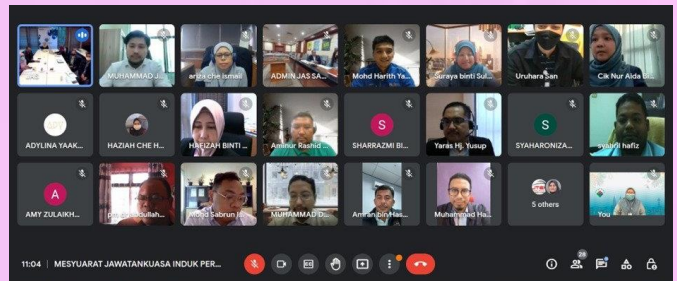 MUHAMMAD J...
ariza che ismail
ADMIN JAS SA...
Mohd Harith Ya...
Suraya binti Sul...
Uruhara San
Cik Nur Alda Bi...
ADYLINA YAAK...
HAZIAH CHE H...
HAFIZAH BINTI ...
Aminur Rashid ...
S
SHARRAZMI BI...
Yaras Hj. Yusup
S
SYAHARONIZA...
syahril hafiz
A
AMY ZULAIKH...
Mohd Sabrun I...
MUHAMMAD D...
Amran bin Has...
Muhammad Ha...
5 others
You
11:04 | MESYUARAT JAWATANKUASA INDUK PER...
28